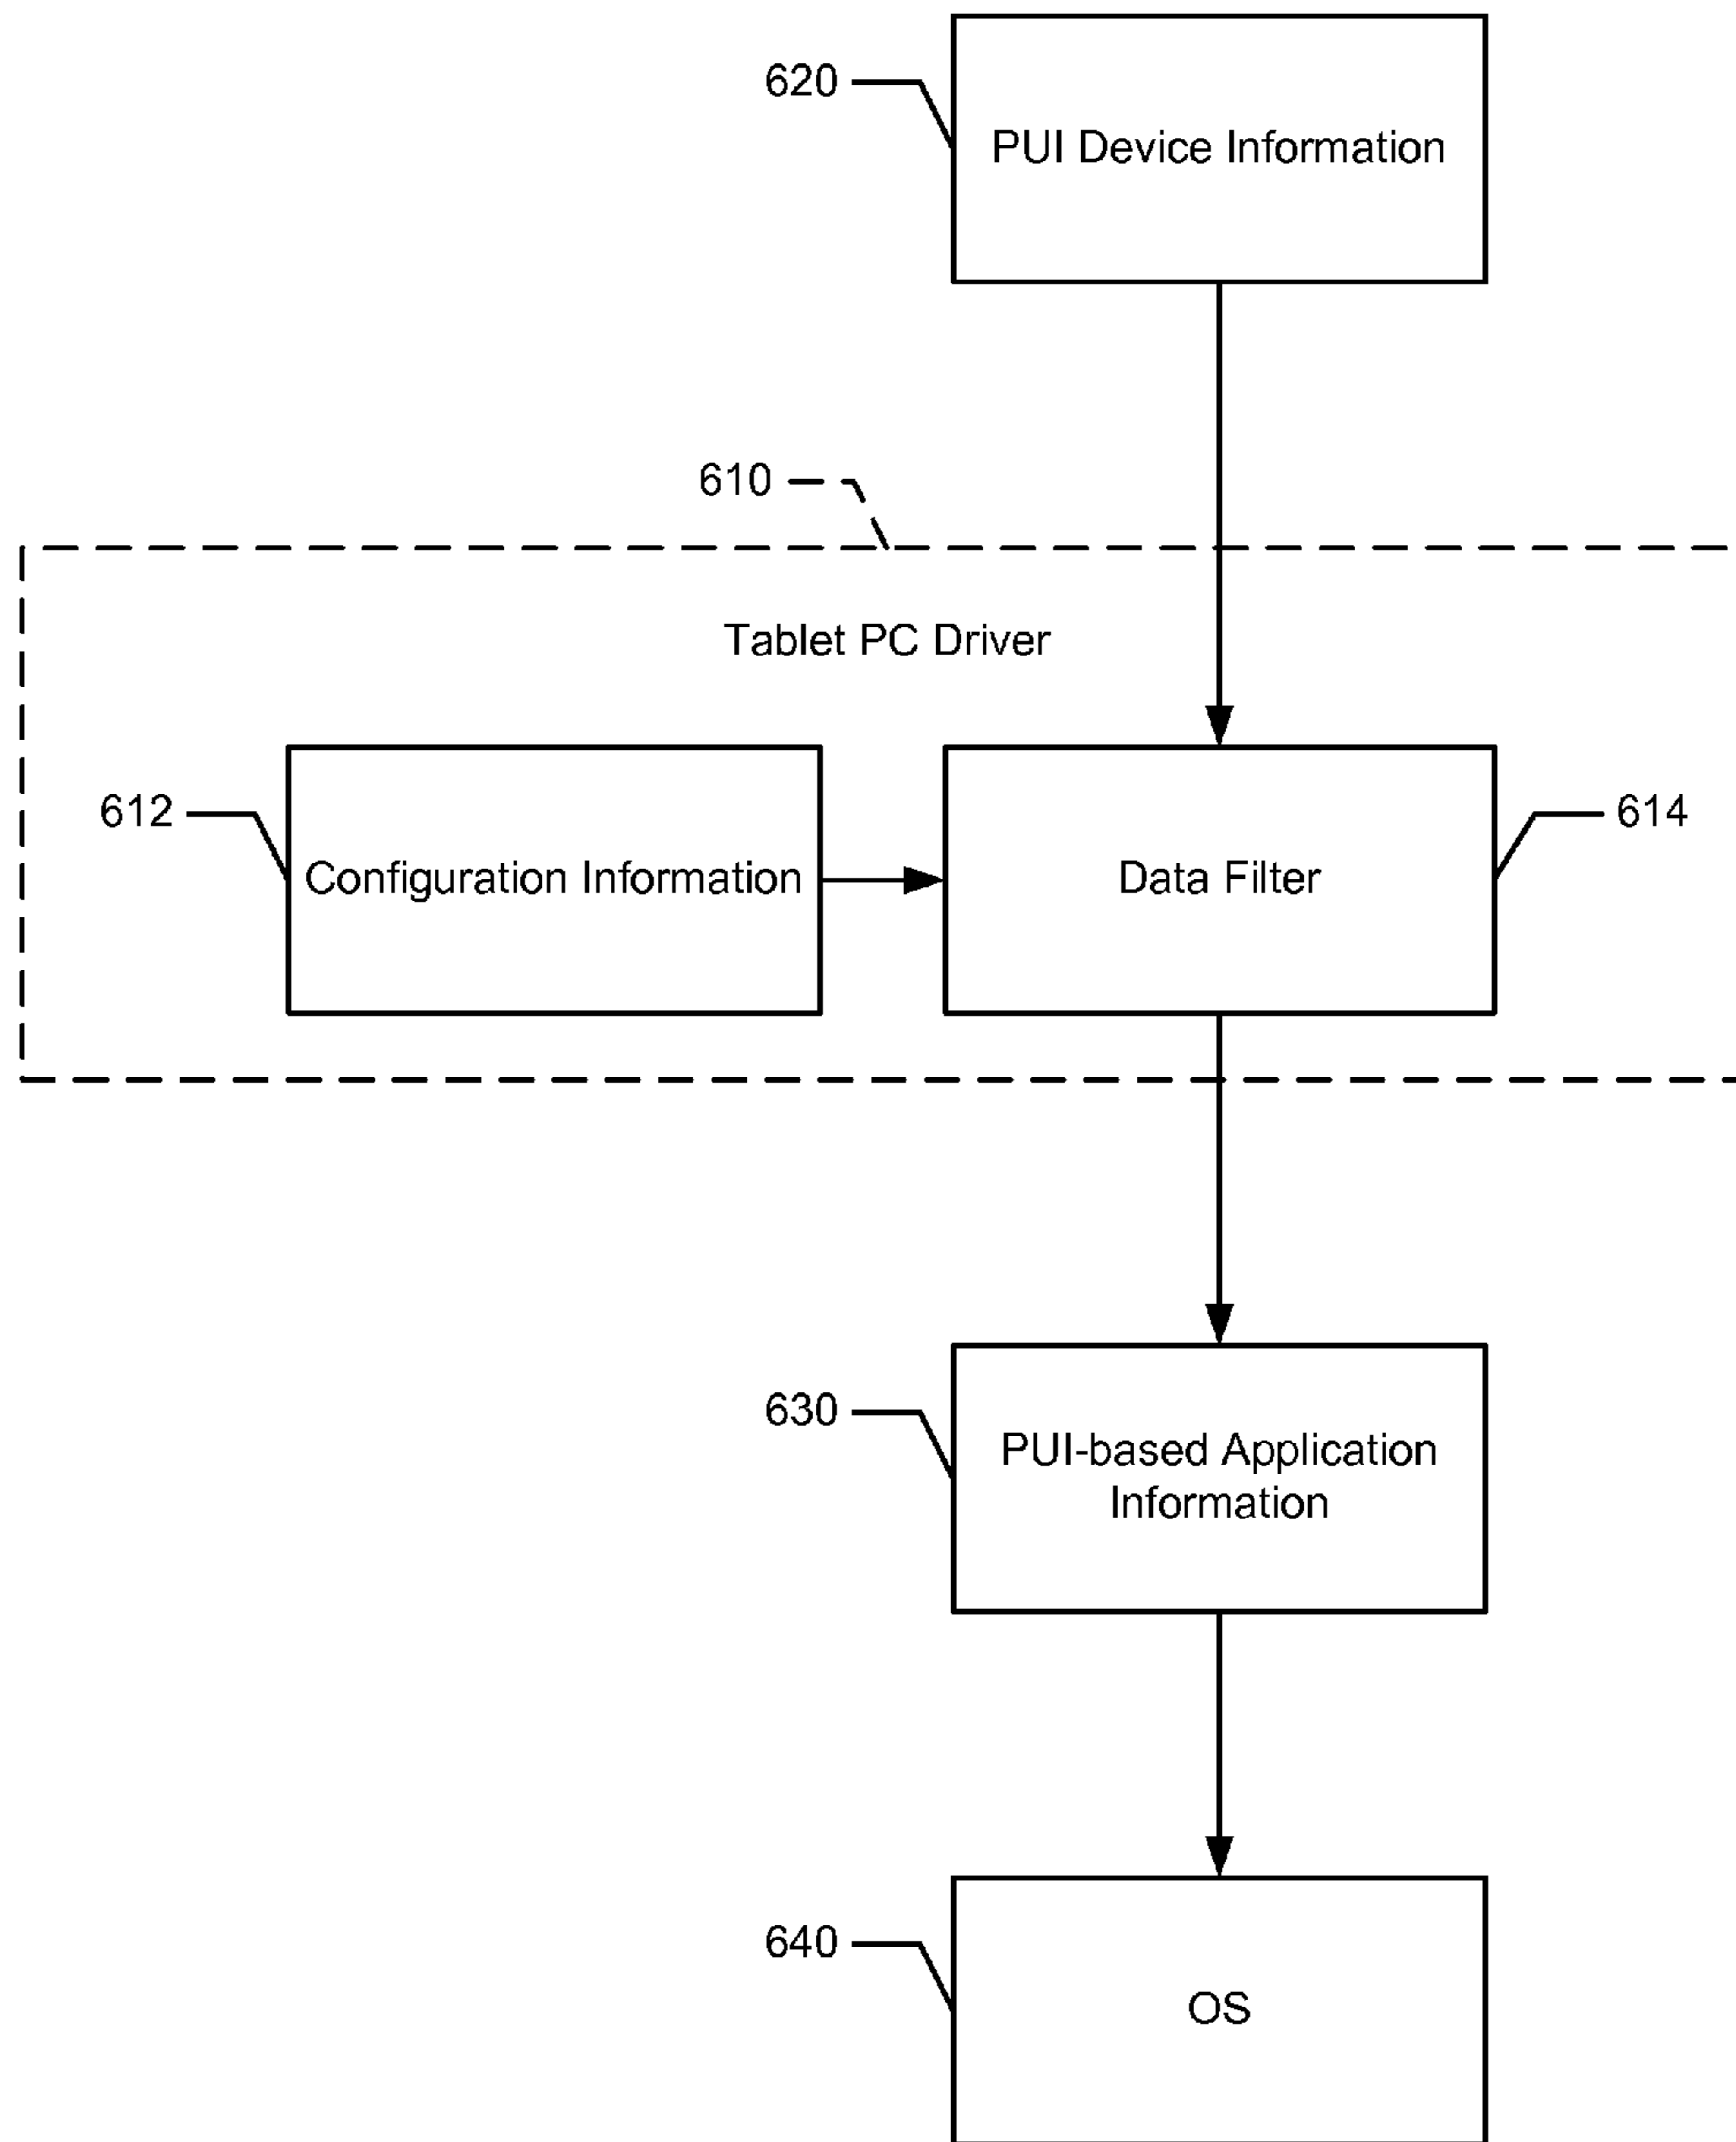 620
PUI Device Information
610
Tablet PC Driver
612
Configuration Information
Data Filter
614
630
PUI-based Application
Information
640
OS